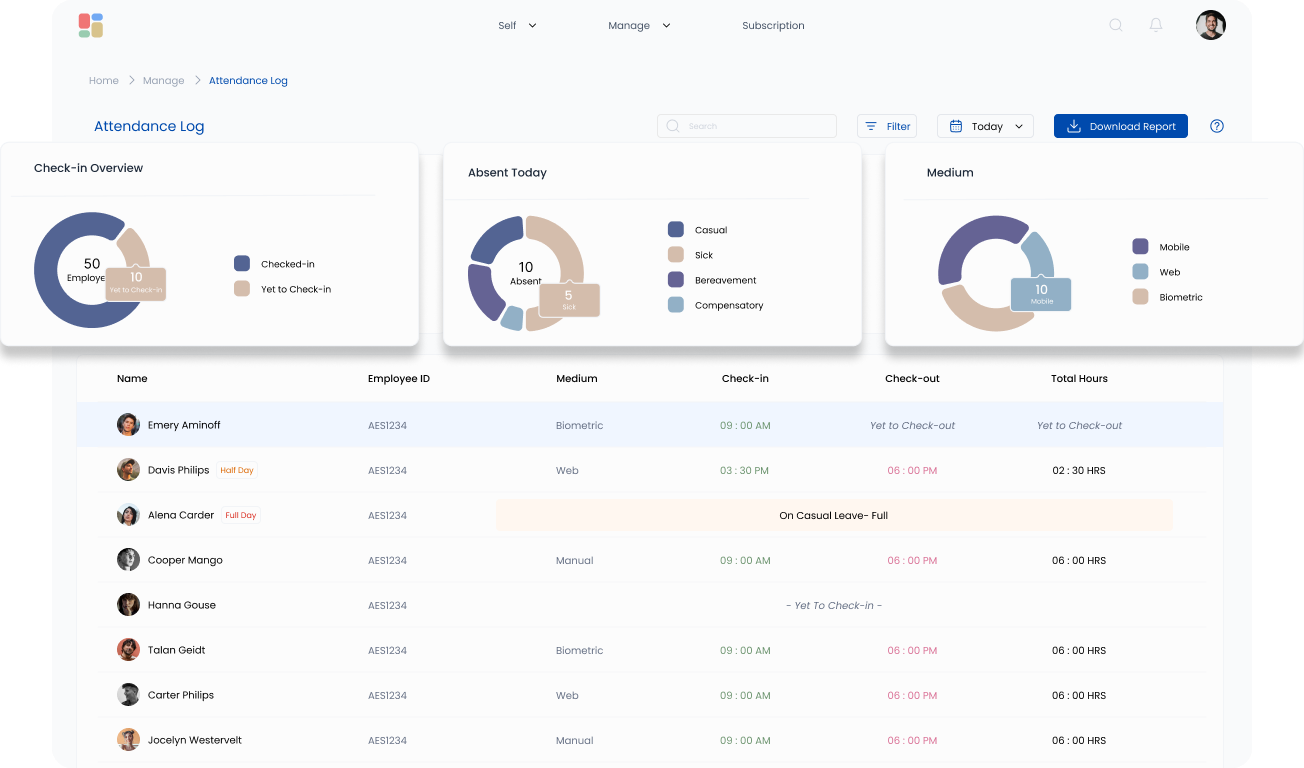 Self Manage Subscription
Home > Manage > Attendance Log
Attendance Log
Search
Filter
Today
Download Report
Check-in Overview
50
Employe
10
Yet to Check-in
Checked-in
Yet to Check-in
Absent Today
10
Absent
5
Sick
Casual
Sick
Bereavement
Compensatory
Medium
10
Mobile
Mobile
Web
Biometric
Name Employee ID Medium Check-in Check-out Total Hours
Emery Aminoff AES1234 Biometric 09 : 00 AM Yet to Check-out Yet to Check-out
Davis Philips Half Day AES1234 Web 03 : 30 PM 06 : 00 PM 02 : 30 HRS
Alena Carder Full Day AES1234 On Casual Leave- Full
Cooper Mango AES1234 Manual 09 : 00 AM 06 : 00 PM 06 : 00 HRS
Hanna Gouse AES1234 - Yet To Check-in -
Talan Geidt AES1234 Biometric 09 : 00 AM 06 : 00 PM 06 : 00 HRS
Carter Philips AES1234 Web 09 : 00 AM 06 : 00 PM 06 : 00 HRS
Jocelyn Westervelt AES1234 Manual 09 : 00 AM 06 : 00 PM 06 : 00 HRS